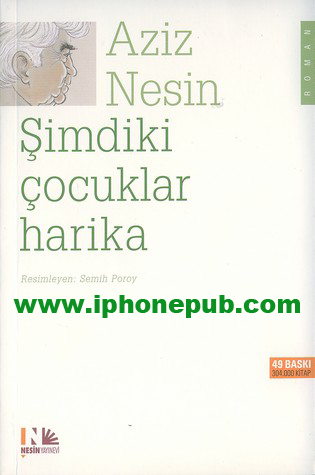 Aziz
Nesin
ROMAN
Şimdiki
çocuklar
harika
Resimleyen: Semih Poroy
www.iphonepub.com
49 BASKI
304.000 KİTAP
N
NESİN YAYINEVİ